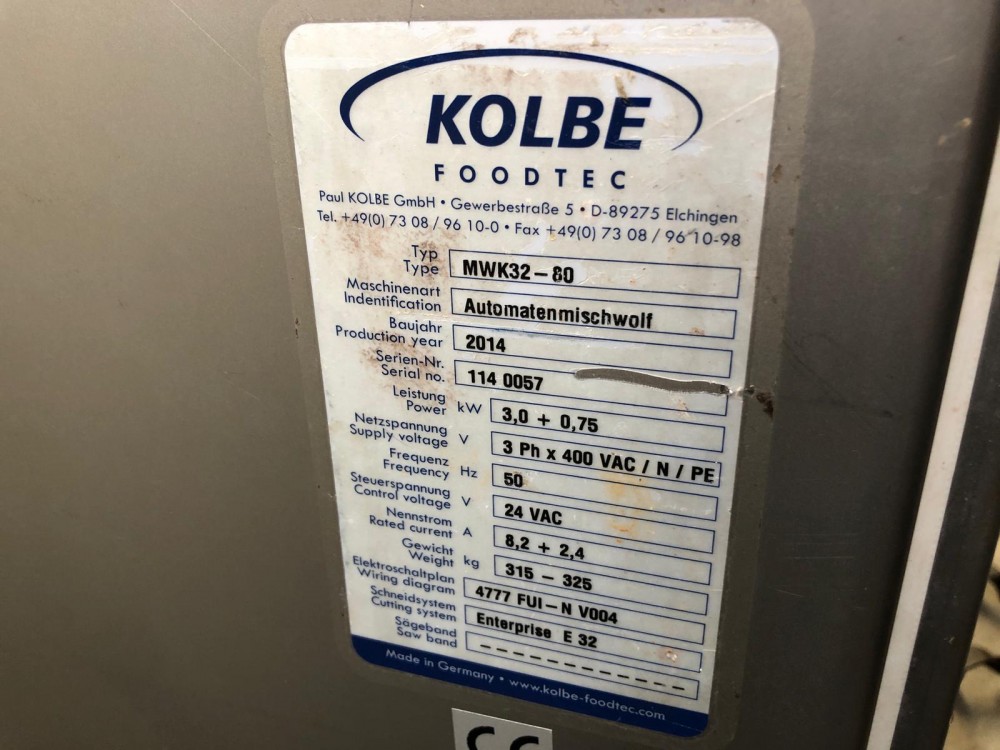 KOLBE
FOODTEC
Paul KOLBE GmbH • Gewerbestraße 5 • D-89275 Elchingen
Tel. +49(0) 73 08 / 96 10-0 • Fax +49(0) 73 08 / 96 10-98
Typ
Type MWK32-80
Maschinenart
Indentification Automatenmischwolf
Baujahr
Production year 2014
Serien-Nr.
Serial no. 114 0057
Leistung
Power kW 3,0 + 0,75
Netzspannung
Supply voltage V 3 Ph x 400 VAC / N / PE
Frequenz
Frequency Hz 50
Steuerspannung
Control voltage V 24 VAC
Nennstrom
Rated current A 8,2 + 2,4
Gewicht
Weight kg 315 - 325
Elektroschaltplan
Wiring diagram 4777 FUI-N V004
Schneidsystem
Cutting system Enterprise E 32
Sägeband
Saw band - - - - - - - - - -
Made in Germany • www.kolbe-foodtec.com
CE